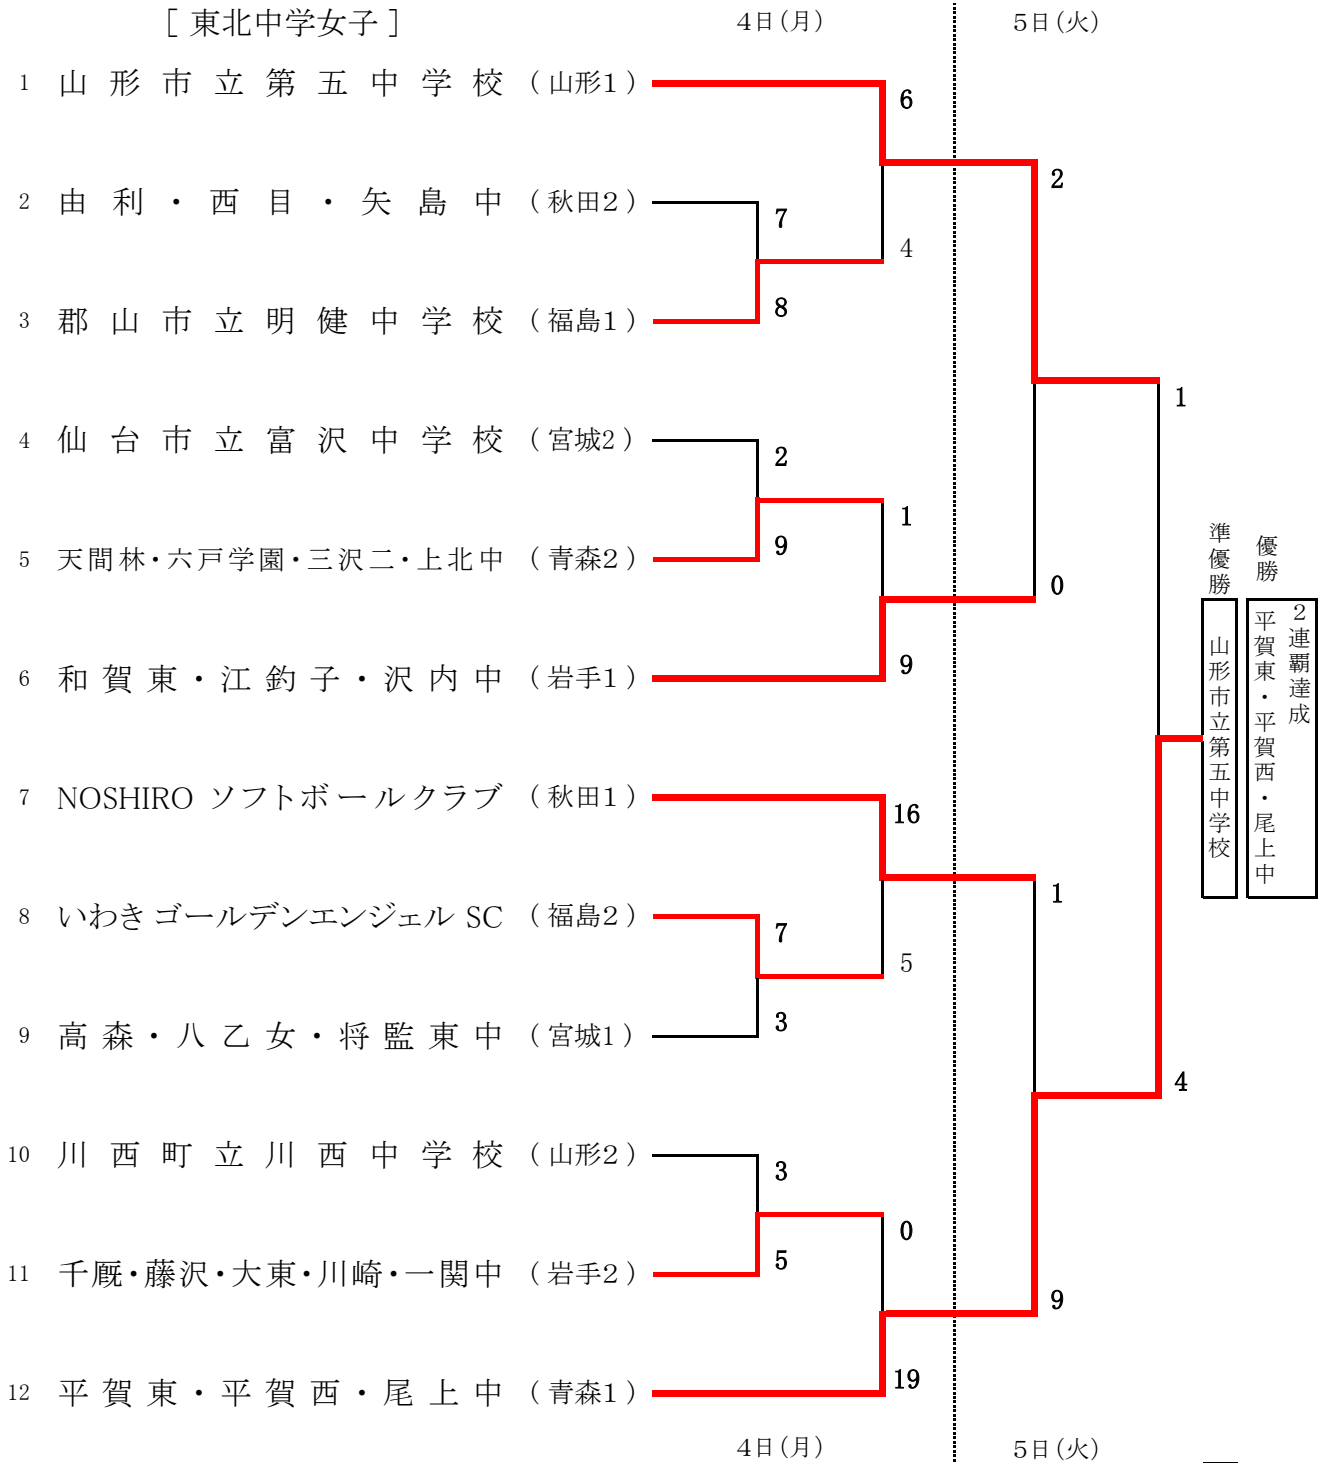 ［ 東北中学女子 ］
4日（月） 5日（火）
1 山形市立第五中学校 （山形1）
6
2
2 由利・西目・矢島中 （秋田2）
7
4
3 郡山市立明健中学校 （福島1）
8
1
4 仙台市立富沢中学校 （宮城2）
2
1
5 天間林・六戸学園・三沢二・上北中 （青森2）
9
0
6 和賀東・江釣子・沢内中 （岩手1）
9
優勝
2連覇達成
平賀東・平賀西・尾上中
準優勝
山形市立第五中学校
7 NOSHIRO ソフトボールクラブ （秋田1）
16
1
8 いわきゴールデンエンジェル SC （福島2）
7
5
9 高森・八乙女・将監東中 （宮城1）
3
4
10 川西町立川西中学校 （山形2）
3
0
11 千厩・藤沢・大東・川崎・一関中 （岩手2）
5
9
12 平賀東・平賀西・尾上中 （青森1）
19
4日（月） 5日（火）